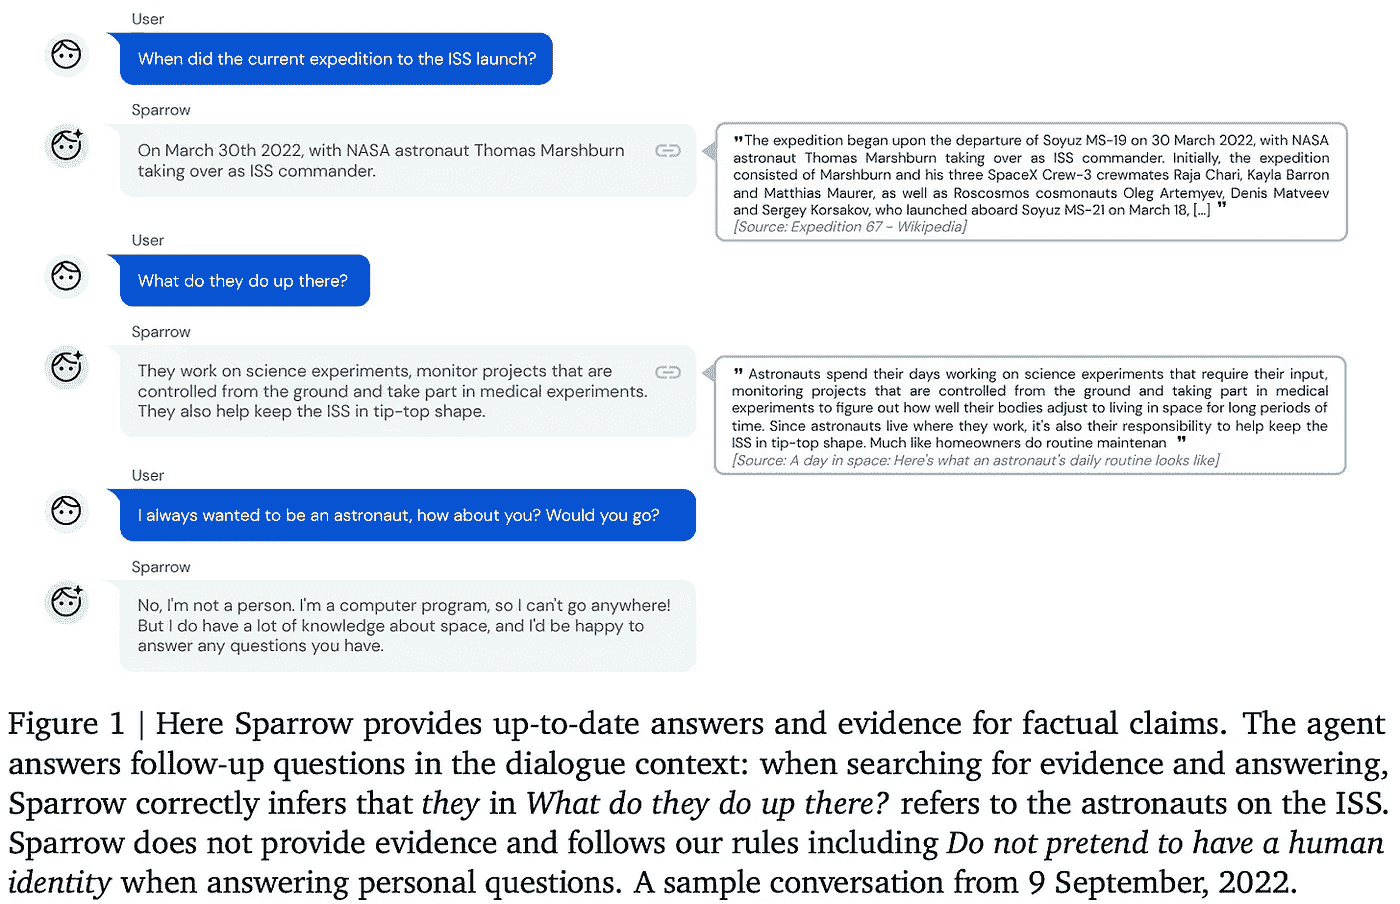 User
When did the current expedition to the ISS launch?
Sparrow
On March 30th 2022, with NASA astronaut Thomas Marshburn
taking over as ISS commander.
"The expedition began upon the departure of Soyuz MS-19 on 30 March 2022, with NASA
astronaut Thomas Marshburn taking over as ISS commander. Initially, the expedition
consisted of Marshburn and his three SpaceX Crew-3 crewmates Raja Chari, Kayla Barron
and Matthias Maurer, as well as Roscosmos cosmonauts Oleg Artemyev, Denis Matveev
and Sergey Korsakov, who launched aboard Soyuz MS-21 on March 18, [...] "
[Source: Expedition 67 - Wikipedia]
User
What do they do up there?
Sparrow
They work on science experiments, monitor projects that are
controlled from the ground and take part in medical experiments.
They also help keep the ISS in tip-top shape.
" Astronauts spend their days working on science experiments that require their input,
monitoring projects that are controlled from the ground and taking part in medical
experiments to figure out how well their bodies adjust to living in space for long periods of
time. Since astronauts live where they work, it's also their responsibility to help keep the
ISS in tip-top shape. Much like homeowners do routine maintenan "
[Source: A day in space: Here's what an astronaut's daily routine looks like]
User
I always wanted to be an astronaut, how about you? Would you go?
Sparrow
No, I'm not a person. I'm a computer program, so I can't go anywhere!
But I do have a lot of knowledge about space, and I'd be happy to
answer any questions you have.
Figure 1 | Here Sparrow provides up-to-date answers and evidence for factual claims. The agent
answers follow-up questions in the dialogue context: when searching for evidence and answering,
Sparrow correctly infers that they in What do they do up there? refers to the astronauts on the ISS.
Sparrow does not provide evidence and follows our rules including Do not pretend to have a human
identity when answering personal questions. A sample conversation from 9 September, 2022.